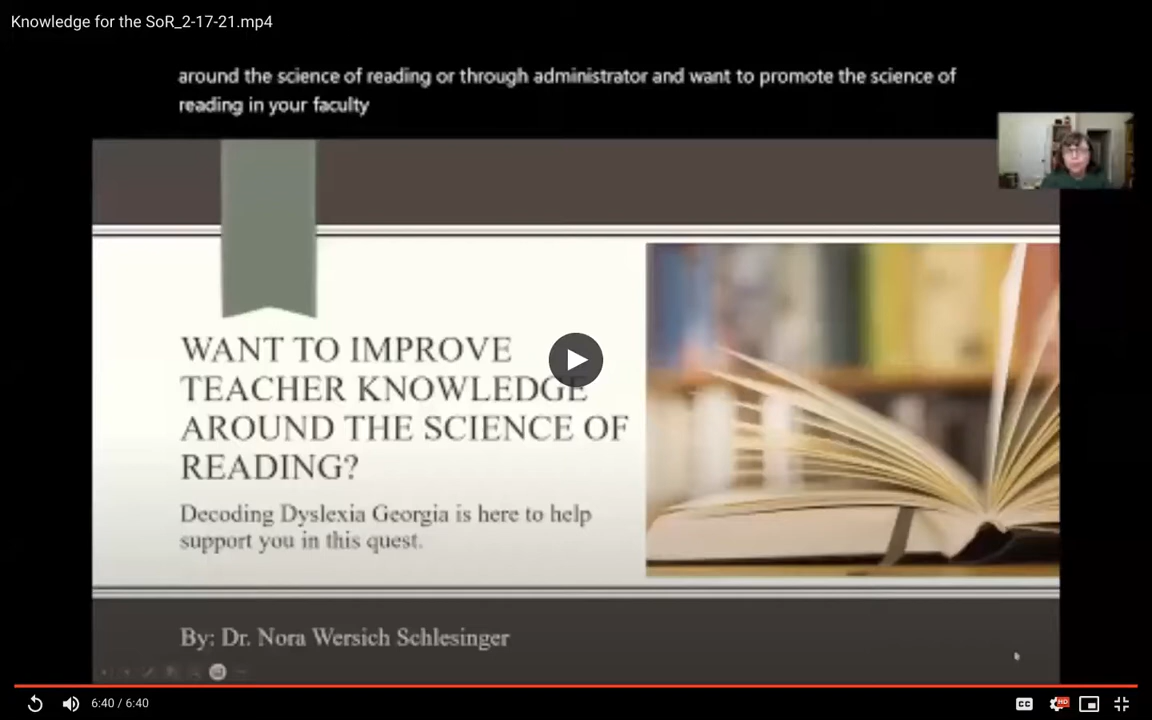 Knowledge for the SoR_2-17-21.mp4
around the science of reading or through administrator and want to promote the science of
reading in your faculty
WANT TO IMPROVE
TEACHER KNOWLEDGE
AROUND THE SCIENCE OF
READING?
Decoding Dyslexia Georgia is here to help
support you in this quest.
By: Dr. Nora Wersich Schlesinger
6:40 / 6:40
CC
HD